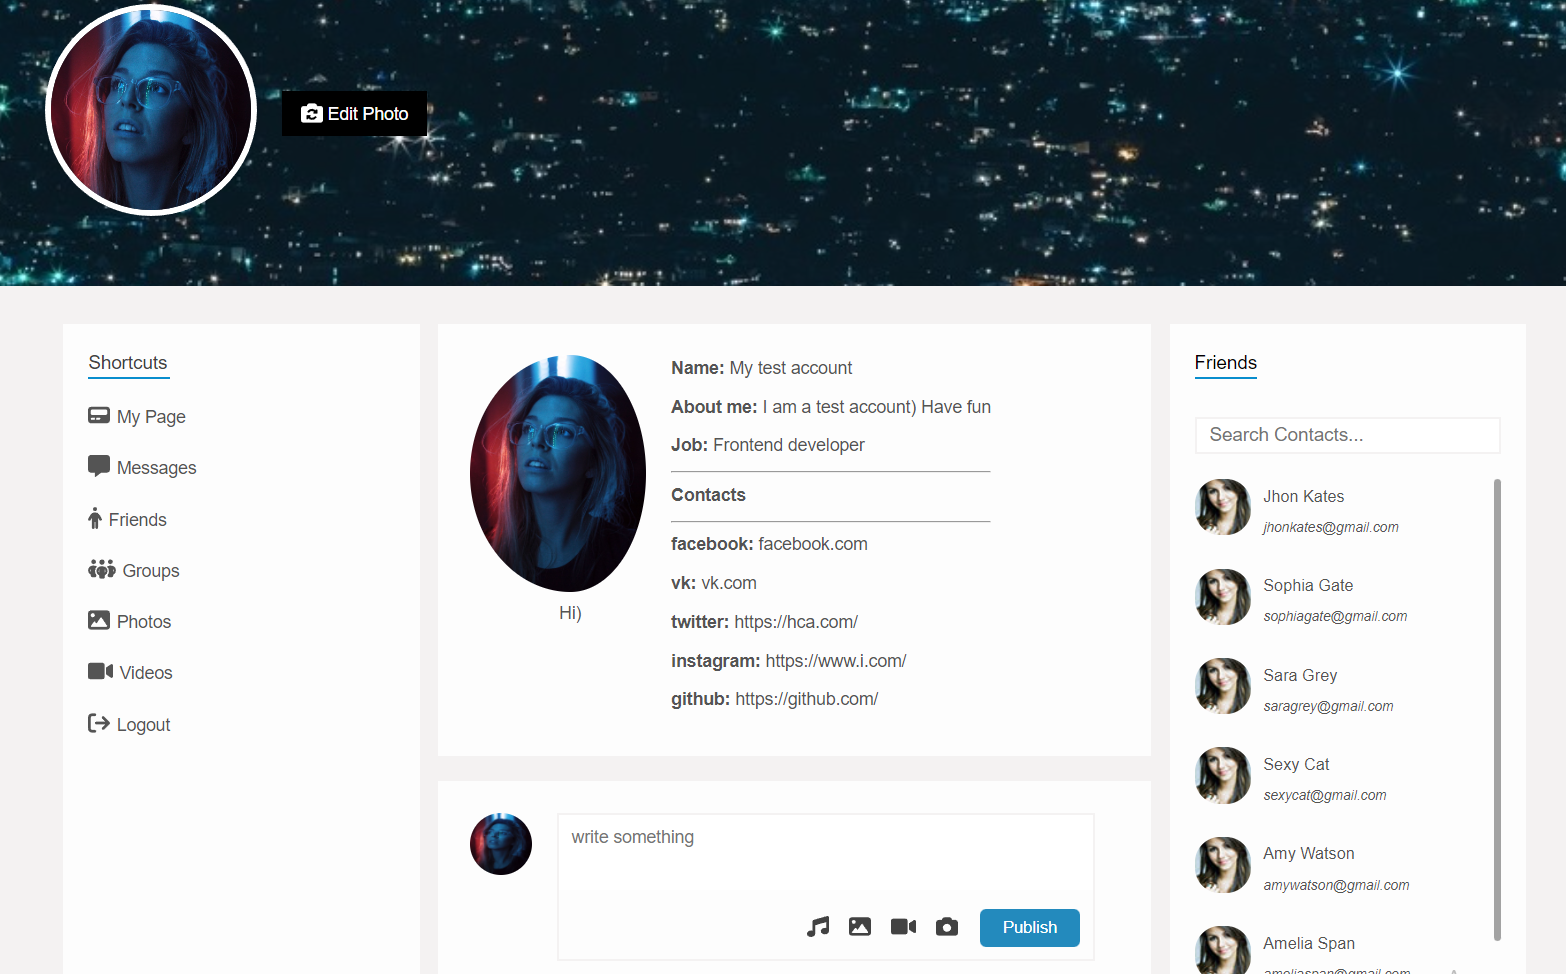 Edit Photo
Shortcuts
My Page
Messages
Friends
Groups
Photos
Videos
Logout
Name: My test account
About me: I am a test account) Have fun
Job: Frontend developer
Contacts
facebook: facebook.com
vk: vk.com
twitter: https://hca.com/
instagram: https://www.i.com/
github: https://github.com/
Hi)
write something
Publish
Friends
Search Contacts...
Jhon Kates
jhonkates@gmail.com
Sophia Gate
sophiagate@gmail.com
Sara Grey
saragrey@gmail.com
Sexy Cat
sexycat@gmail.com
Amy Watson
amywatson@gmail.com
Amelia Span
ameliaspan@gmail.com